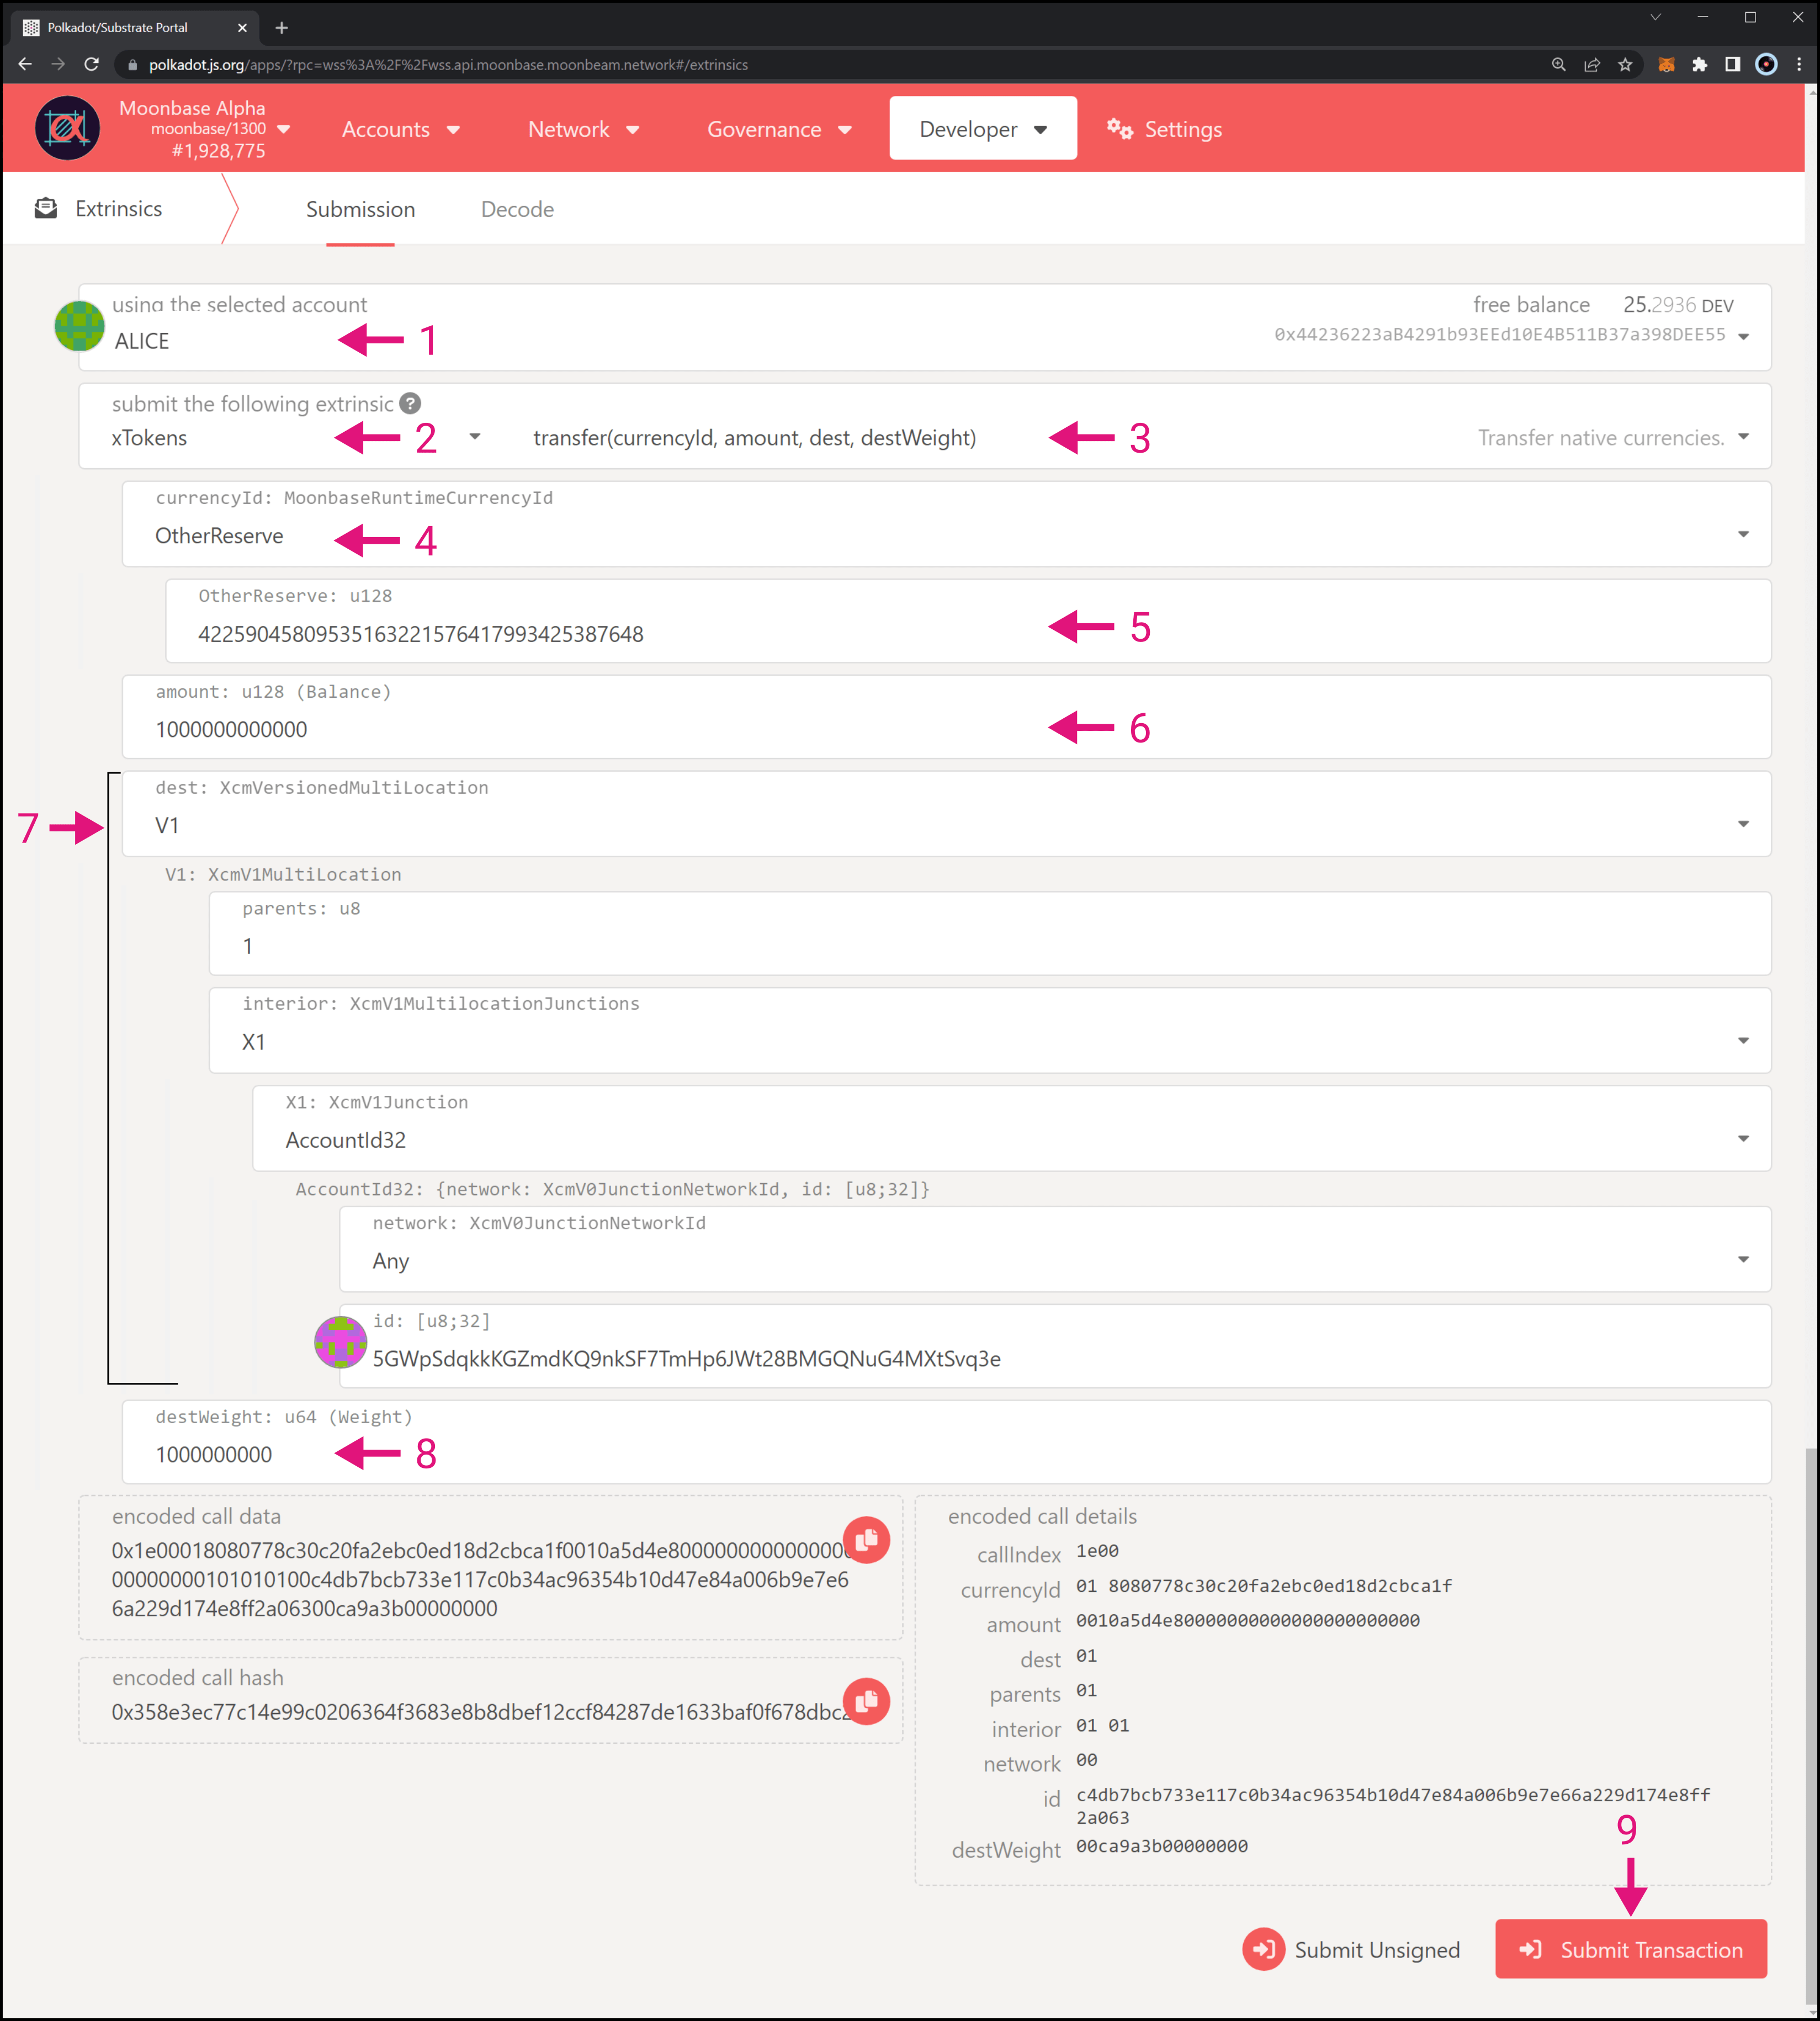 Polkadot/Substrate Portal
polkadot.js.org/apps/?rpc=wss%3A%2F%2Fwss.api.moonbase.moonbeam.network#/extrinsics
Moonbase Alpha
moonbase/1300
#1,928,775
Accounts
Network
Governance
Developer
Settings
Extrinsics
Submission
Decode
using the selected account
free balance 25.2936 DEV
ALICE
1
0x44236223aB4291b93EEd10E4B511B37a398DEE55
submit the following extrinsic ?
xTokens
2
transfer(currencyId, amount, dest, destWeight)
3
Transfer native currencies.
currencyId: MoonbaseRuntimeCurrencyId
OtherReserve
4
OtherReserve: u128
42259045809535163221576417993425387648
5
amount: u128 (Balance)
1000000000000
6
dest: XcmVersionedMultiLocation
V1
7
V1: XcmV1MultiLocation
parents: u8
1
interior: XcmV1MultilocationJunctions
X1
X1: XcmV1Junction
AccountId32
AccountId32: {network: XcmV0JunctionNetworkId, id: [u8;32]}
network: XcmV0JunctionNetworkId
Any
id: [u8;32]
5GWpSdqkkKGZmdKQ9nkSF7TmHp6JWt28BMGQNuG4MXtSvq3e
destWeight: u64 (Weight)
1000000000
8
encoded call data
0x1e00018080778c30c20fa2ebc0ed18d2cbca1f0010a5d4e800000000000000
00000000101010100c4db7bcb733e117c0b34ac96354b10d47e84a006b9e7e6
6a229d174e8ff2a06300ca9a3b00000000
encoded call hash
0x358e3ec77c14e99c0206364f3683e8b8dbef12ccf84287de1633baf0f678dbc
encoded call details
callIndex 1e00
currencyId 01 8080778c30c20fa2ebc0ed18d2cbca1f
amount 0010a5d4e80000000000000000000000
dest 01
parents 01
interior 01 01
network 00
id c4db7bcb733e117c0b34ac96354b10d47e84a006b9e7e66a229d174e8ff
2a063
destWeight 00ca9a3b00000000
9
Submit Unsigned
Submit Transaction